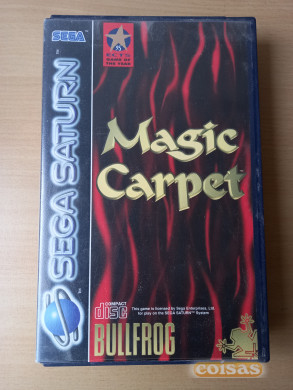 SEGA
SEGA SATURN
ECTS
GAME OF
THE YEAR
Magic
Carpet
COMPACT
disc
This game is licensed by Sega Enterprises, Ltd.
for play on the SEGA SATURN™ System
BULLFROG
coisas